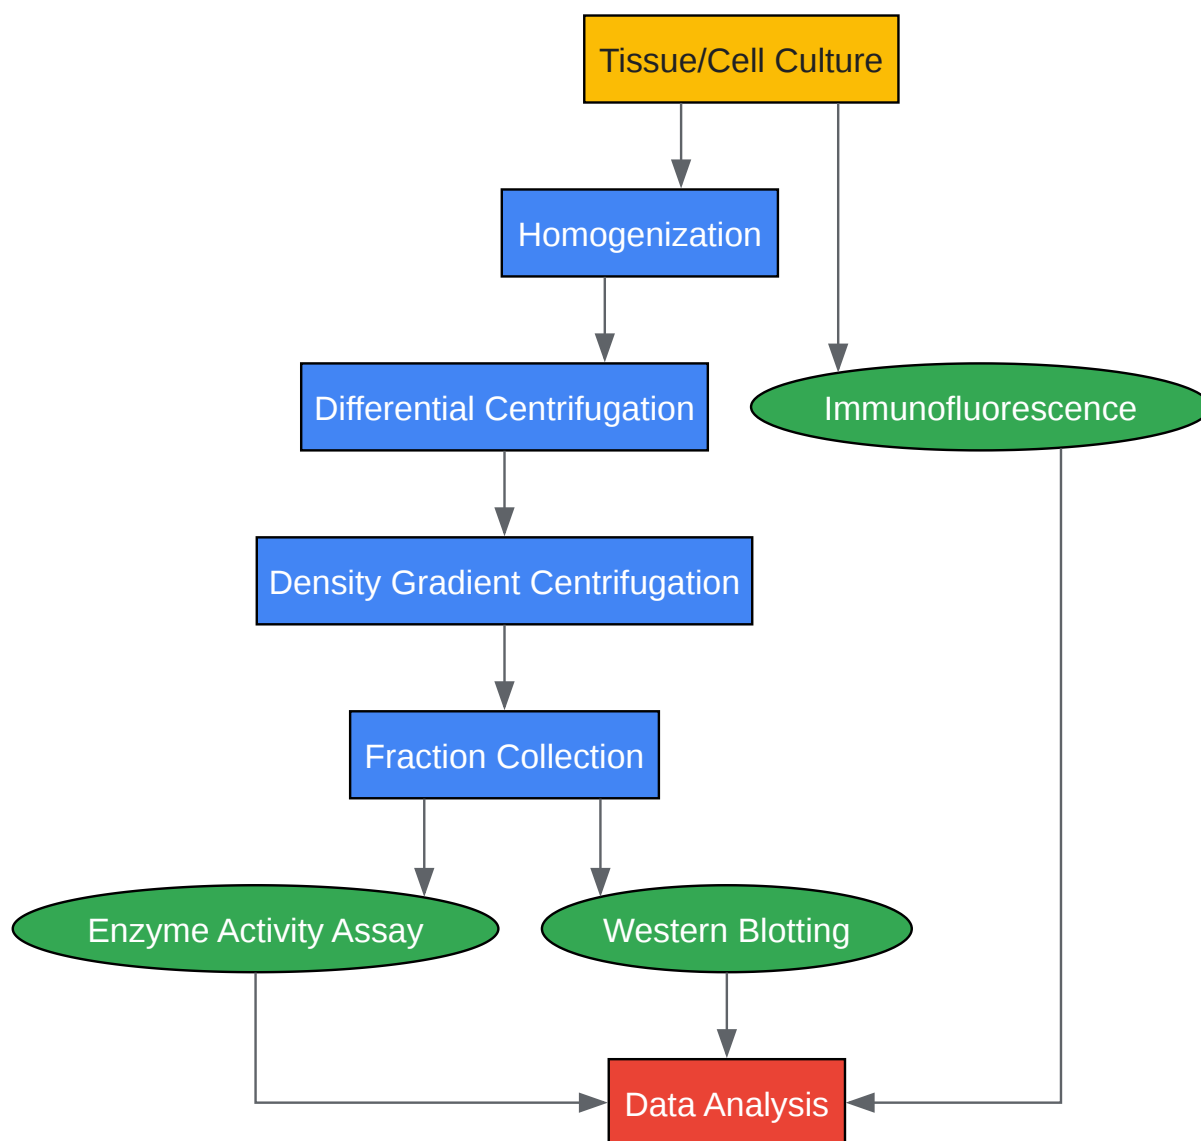 Tissue/Cell Culture
Homogenization
Differential Centrifugation
Immunofluorescence
Density Gradient Centrifugation
Fraction Collection
Enzyme Activity Assay
Western Blotting
Data Analysis